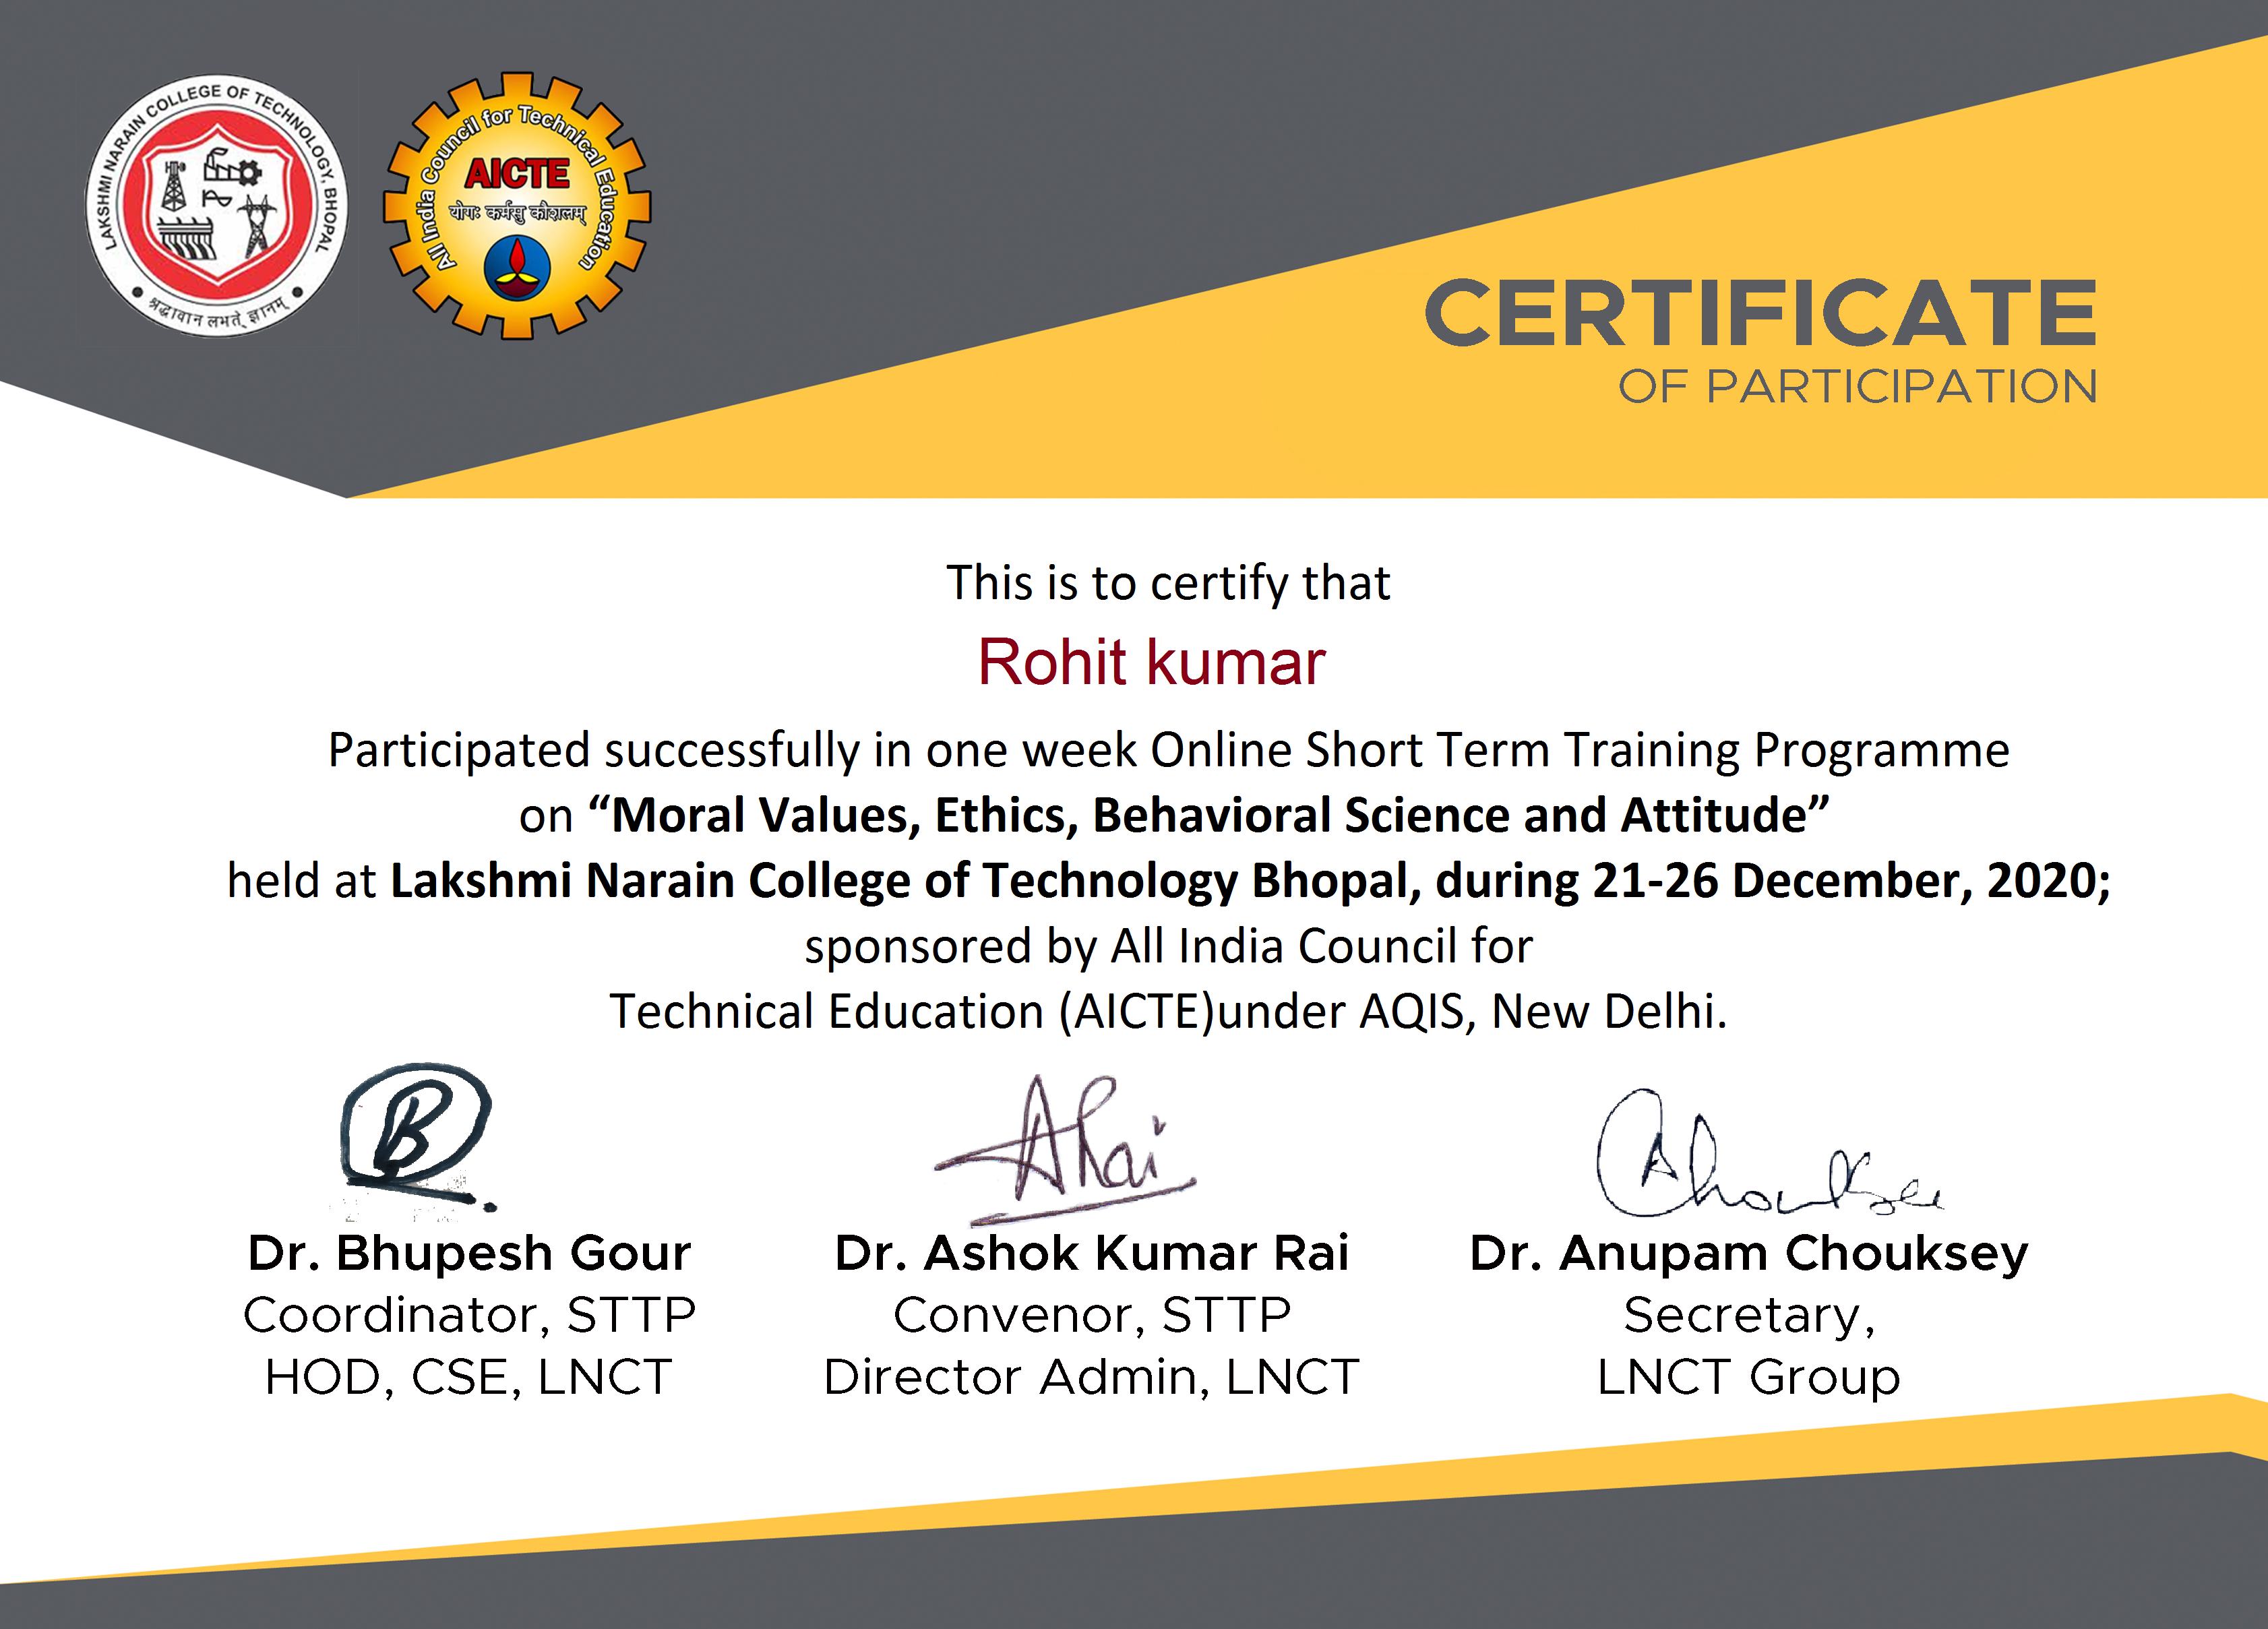 LAKSHMI NARAIN COLLEGE OF TECHNOLOGY, BHOPAL
श्रद्धावान लभते ज्ञानम्
All India Council for Technical Education
AICTE
योगः कर्मसु कौशलम्
CERTIFICATE
OF PARTICIPATION
This is to certify that
Rohit kumar
Participated successfully in one week Online Short Term Training Programme
on “Moral Values, Ethics, Behavioral Science and Attitude”
held at Lakshmi Narain College of Technology Bhopal, during 21-26 December, 2020;
sponsored by All India Council for
Technical Education (AICTE)under AQIS, New Delhi.
B
ARai
AChouksey
Dr. Bhupesh Gour
Coordinator, STTP
HOD, CSE, LNCT
Dr. Ashok Kumar Rai
Convenor, STTP
Director Admin, LNCT
Dr. Anupam Chouksey
Secretary,
LNCT Group